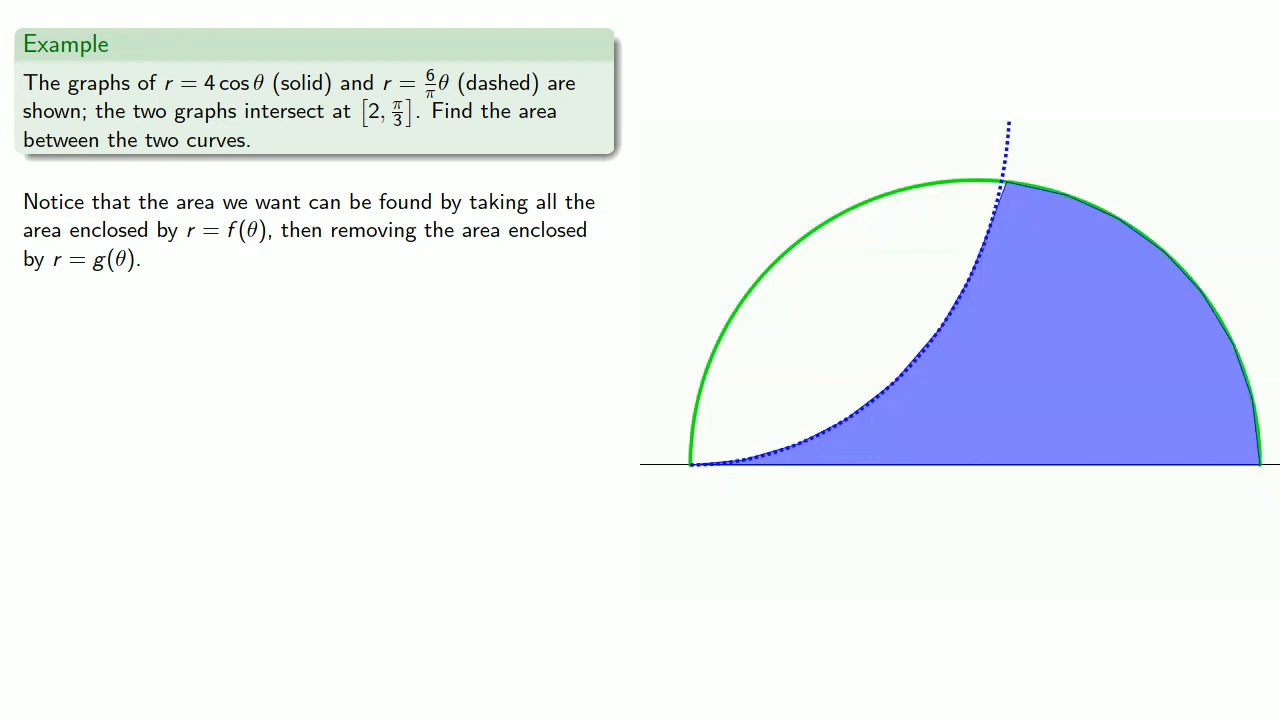 Example
The graphs of r = 4 cos θ (solid) and r = 6/π θ (dashed) are
shown; the two graphs intersect at [2, π/3]. Find the area
between the two curves.
Notice that the area we want can be found by taking all the
area enclosed by r = f(θ), then removing the area enclosed
by r = g(θ).